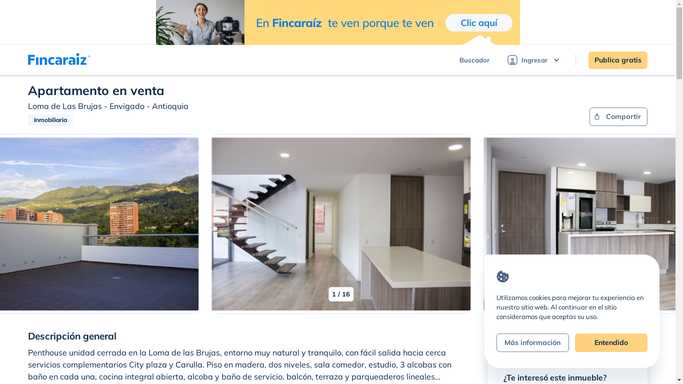 En Fincaraíz te ven porque te ven
Clic aquí
Fincaraiz
Buscador
Ingresar
Publica gratis
Apartamento en venta
Loma de Las Brujas - Envigado - Antioquia
Inmobiliaria
Compartir
1 / 16
Descripción general
Penthouse unidad cerrada en la Loma de las Brujas, entorno muy natural y tranquilo, con fácil salida hacia cerca
servicios complementarios City plaza y Carulla. Piso en madera, dos niveles, sala comedor, estudio, 3 alcobas con
baño en cada una, cocina integral abierta, alcoba y baño de servicio, balcón, terraza y parqueaderos lineales...
Utilizamos cookies para mejorar tu experiencia en
nuestro sitio web. Al continuar en el sitio
consideramos que aceptas su uso.
Más información
Entendido
¿Te interesó este inmueble?